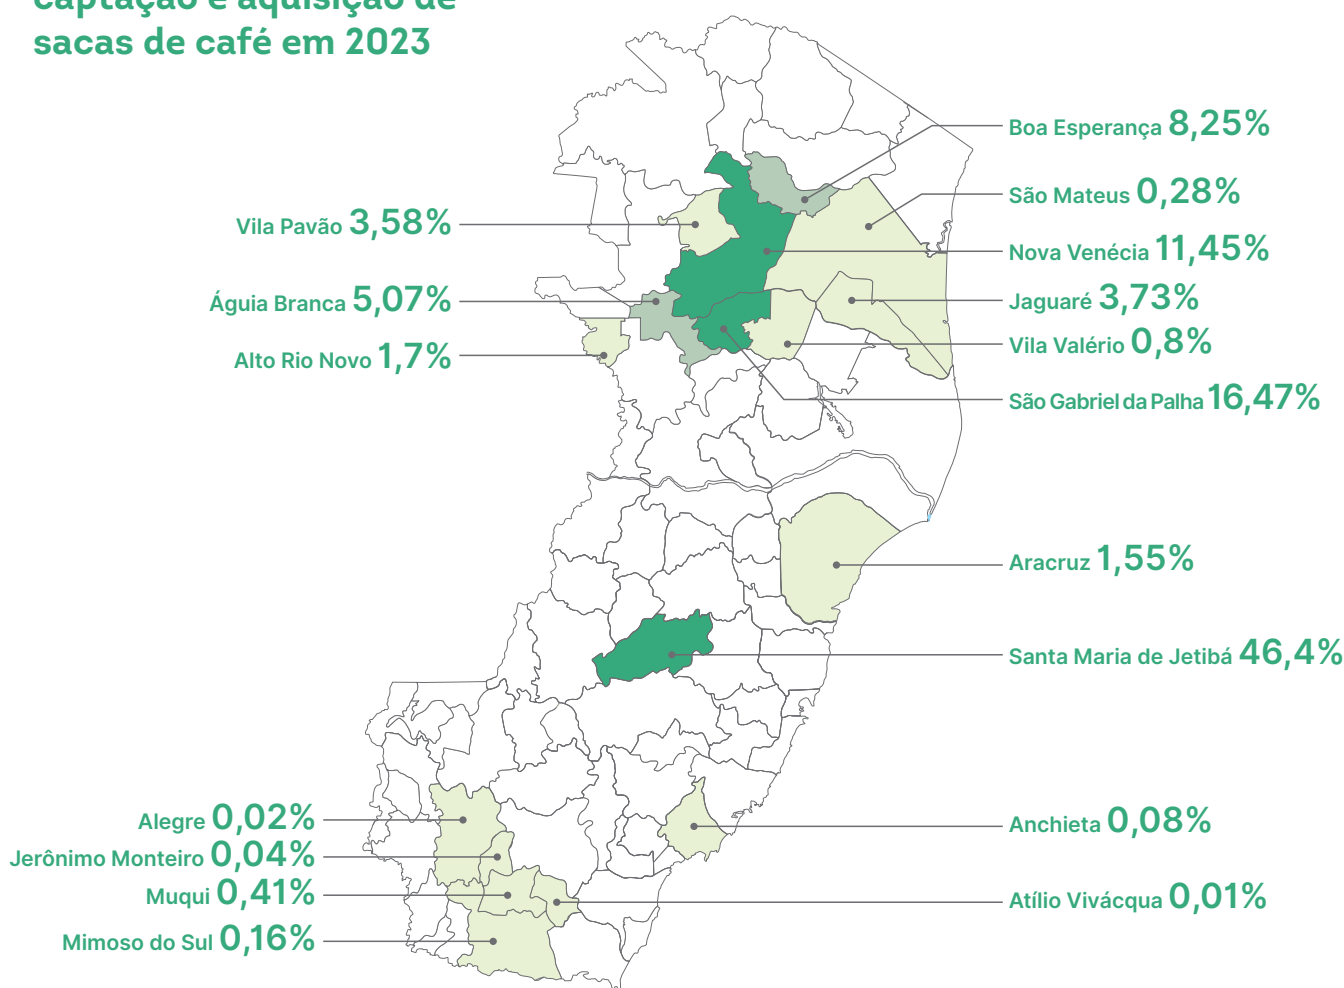 captação e aquisição de
sacas de café em 2023
Boa Esperança 8,25%
São Mateus 0,28%
Vila Pavão 3,58%
Nova Venécia 11,45%
Águia Branca 5,07%
Jaguaré 3,73%
Vila Valério 0,8%
Alto Rio Novo 1,7%
São Gabriel da Palha 16,47%
Aracruz 1,55%
Santa Maria de Jetibá 46,4%
Alegre 0,02%
Anchieta 0,08%
Jerônimo Monteiro 0,04%
Muqui 0,41%
Atílio Vivácqua 0,01%
Mimoso do Sul 0,16%